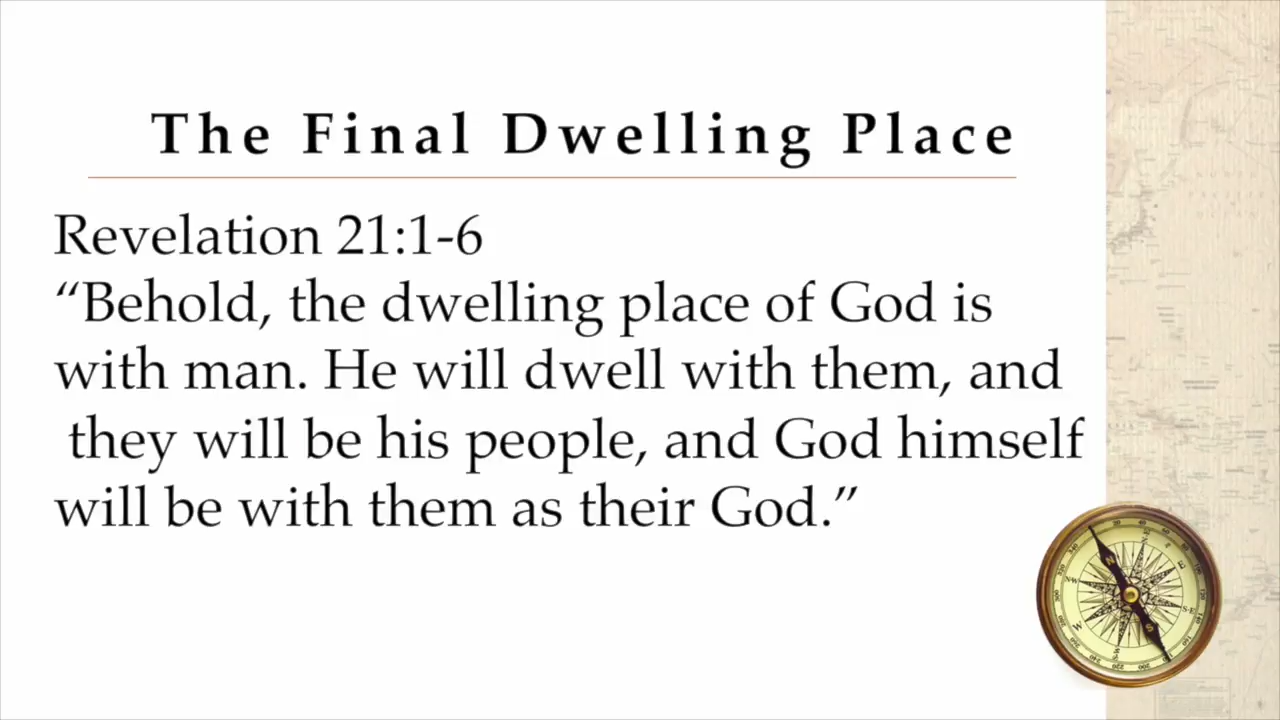 The Final Dwelling Place
Revelation 21:1-6
“Behold, the dwelling place of God is
with man. He will dwell with them, and
they will be his people, and God himself
will be with them as their God.”